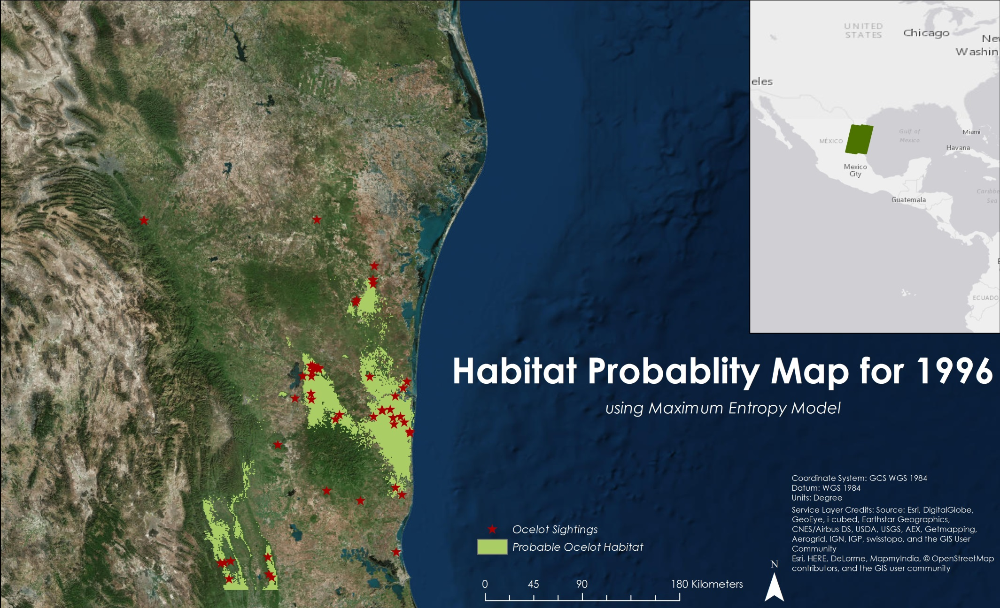 UNITED
STATES
Chicago
Ne
Washin
eles
MÉXICO
Gulf of
Mexico
Miami
Havana
Mexico
City
Guatemala
Caribbe
Sea
E
ECUADO
Habitat Probablity Map for 1996
using Maximum Entropy Model
Ocelot Sightings
Probable Ocelot Habitat
0 45 90 180 Kilometers
N
Coordinate System: GCS WGS 1984
Datum: WGS 1984
Units: Degree
Service Layer Credits: Source: Esri, DigitalGlobe,
GeoEye, i-cubed, Earthstar Geographics,
CNES/Airbus DS, USDA, USGS, AEX, Getmapping,
Aerogrid, IGN, IGP, swisstopo, and the GIS User
Community
Esri, HERE, DeLorme, MapmyIndia, © OpenStreetMap
contributors, and the GIS user community